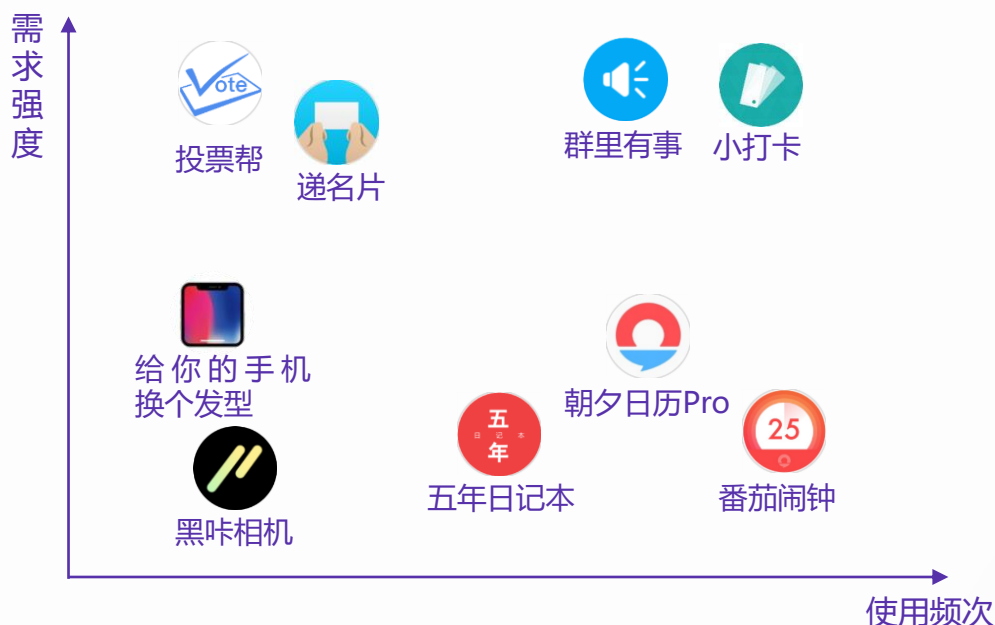 需
求
强
度
ote
投票帮
递名片
群里有事
小打卡
给你的手机
换个发型
朝夕日历Pro
五
日 记 本
年
五年日记本
25
番茄闹钟
黑咔相机
使用频次